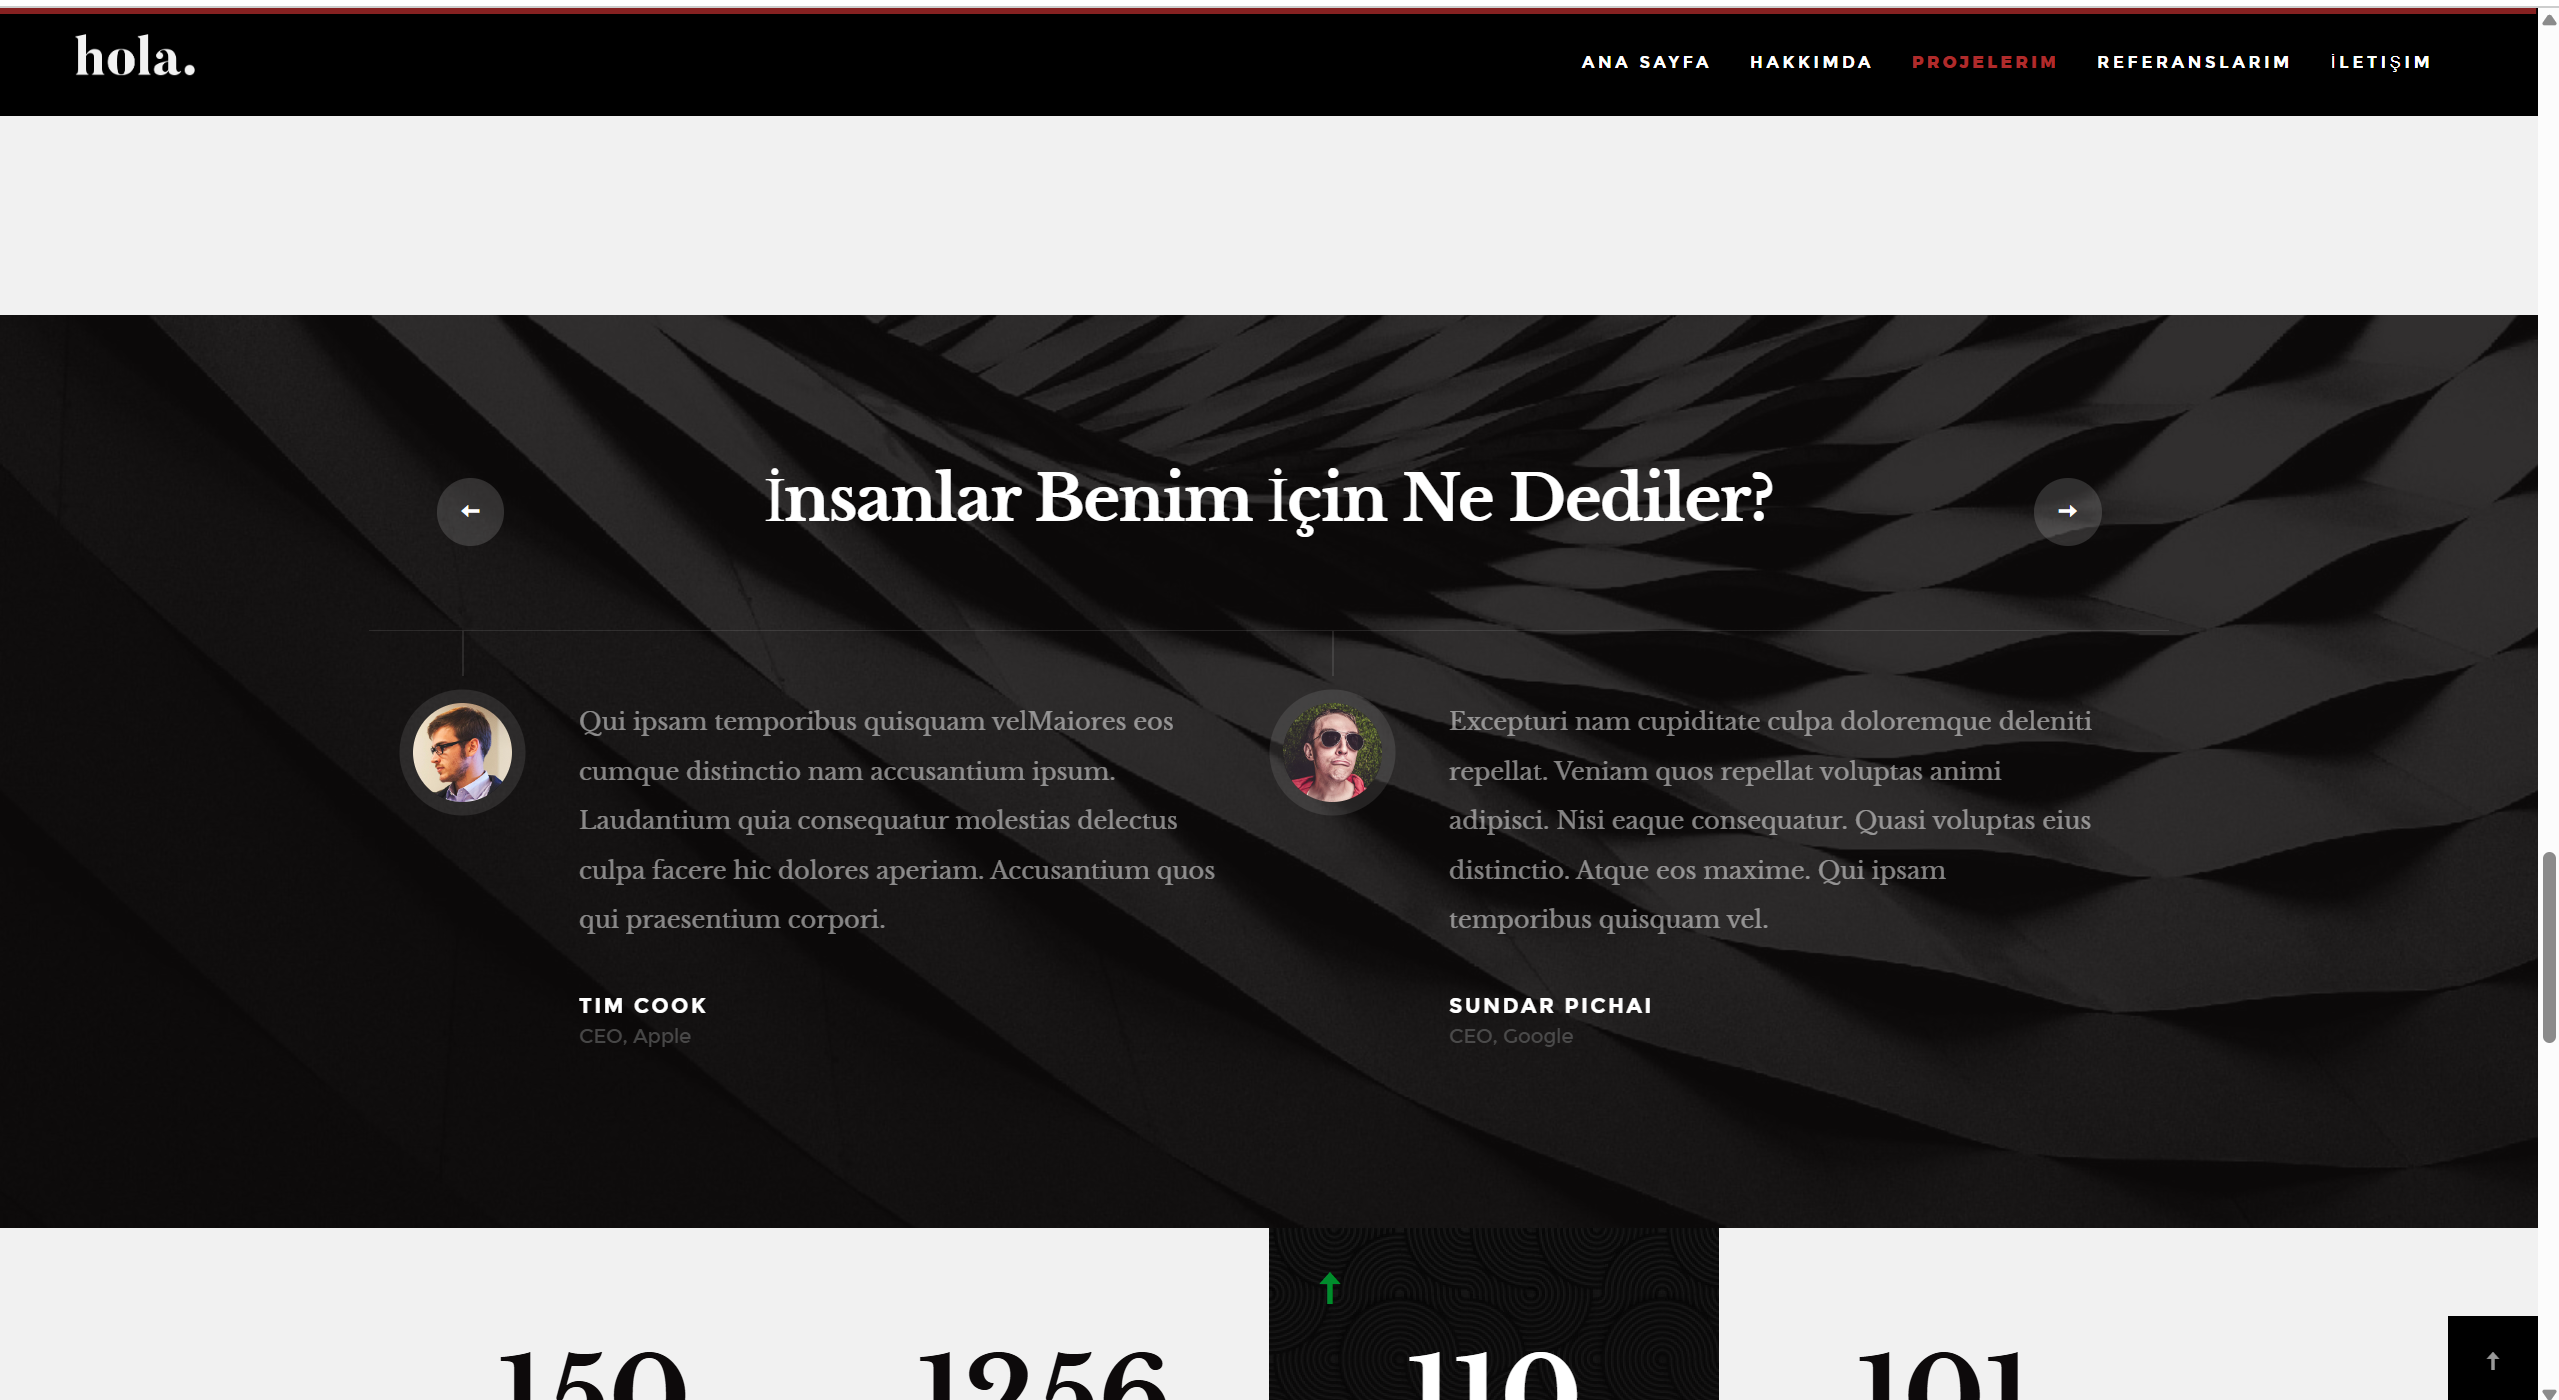 hola.
ANA SAYFA HAKKIMDA PROJELERIM REFERANSLARIM İLETIŞIM
İnsanlar Benim İçin Ne Dediler?
Qui ipsam temporibus quisquam velMaiores eos
cumque distinctio nam accusantium ipsum.
Laudantium quia consequatur molestias delectus
culpa facere hic dolores aperiam. Accusantium quos
qui praesentium corpori.
TIM COOK
CEO, Apple
Excepturi nam cupiditate culpa doloremque deleniti
repellat. Veniam quos repellat voluptas animi
adipisci. Nisi eaque consequatur. Quasi voluptas eius
distinctio. Atque eos maxime. Qui ipsam
temporibus quisquam vel.
SUNDAR PICHAI
CEO, Google
150 1256 110 101